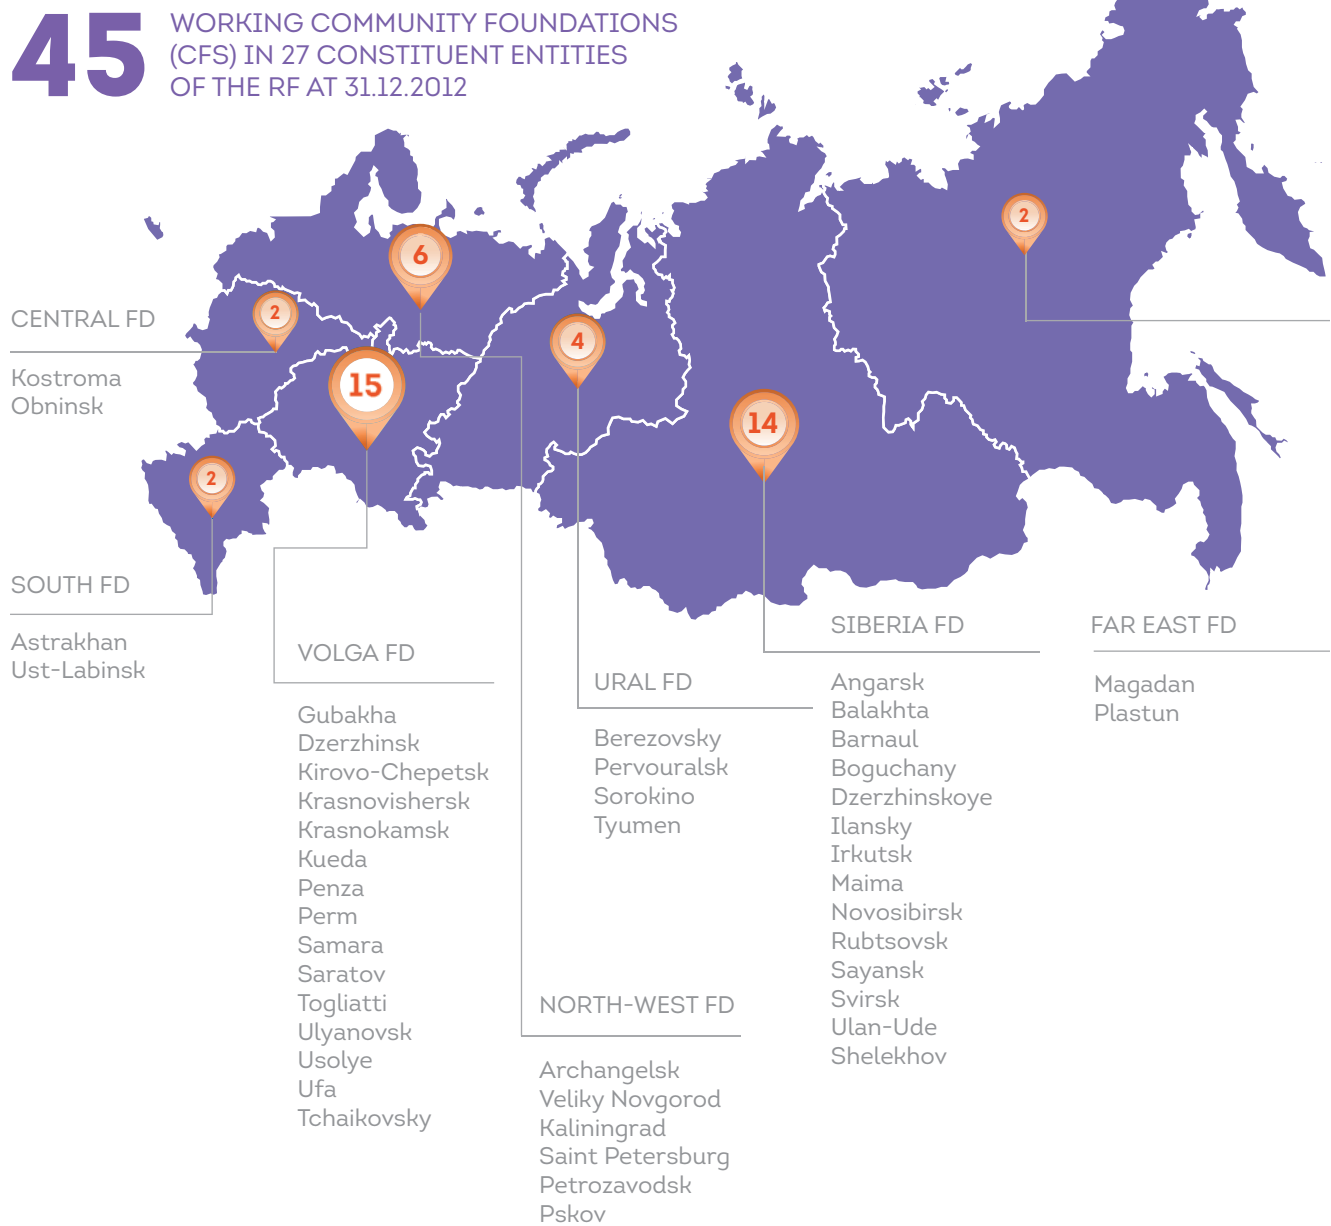 45
WORKING COMMUNITY FOUNDATIONS
(CFS) IN 27 CONSTITUENT ENTITIES
OF THE RF AT 31.12.2012
2
6
2
4
15
14
2
CENTRAL FD
Kostroma
Obninsk
SOUTH FD
Astrakhan
Ust-Labinsk
VOLGA FD
Gubakha
Dzerzhinsk
Kirovo-Chepetsk
Krasnovishersk
Krasnokamsk
Kueda
Penza
Perm
Samara
Saratov
Togliatti
Ulyanovsk
Usolye
Ufa
Tchaikovsky
NORTH-WEST FD
Archangelsk
Veliky Novgorod
Kaliningrad
Saint Petersburg
Petrozavodsk
Pskov
URAL FD
Berezovsky
Pervouralsk
Sorokino
Tyumen
SIBERIA FD
Angarsk
Balakhta
Barnaul
Boguchany
Dzerzhinskoye
Ilansky
Irkutsk
Maima
Novosibirsk
Rubtsovsk
Sayansk
Svirsk
Ulan-Ude
Shelekhov
FAR EAST FD
Magadan
Plastun